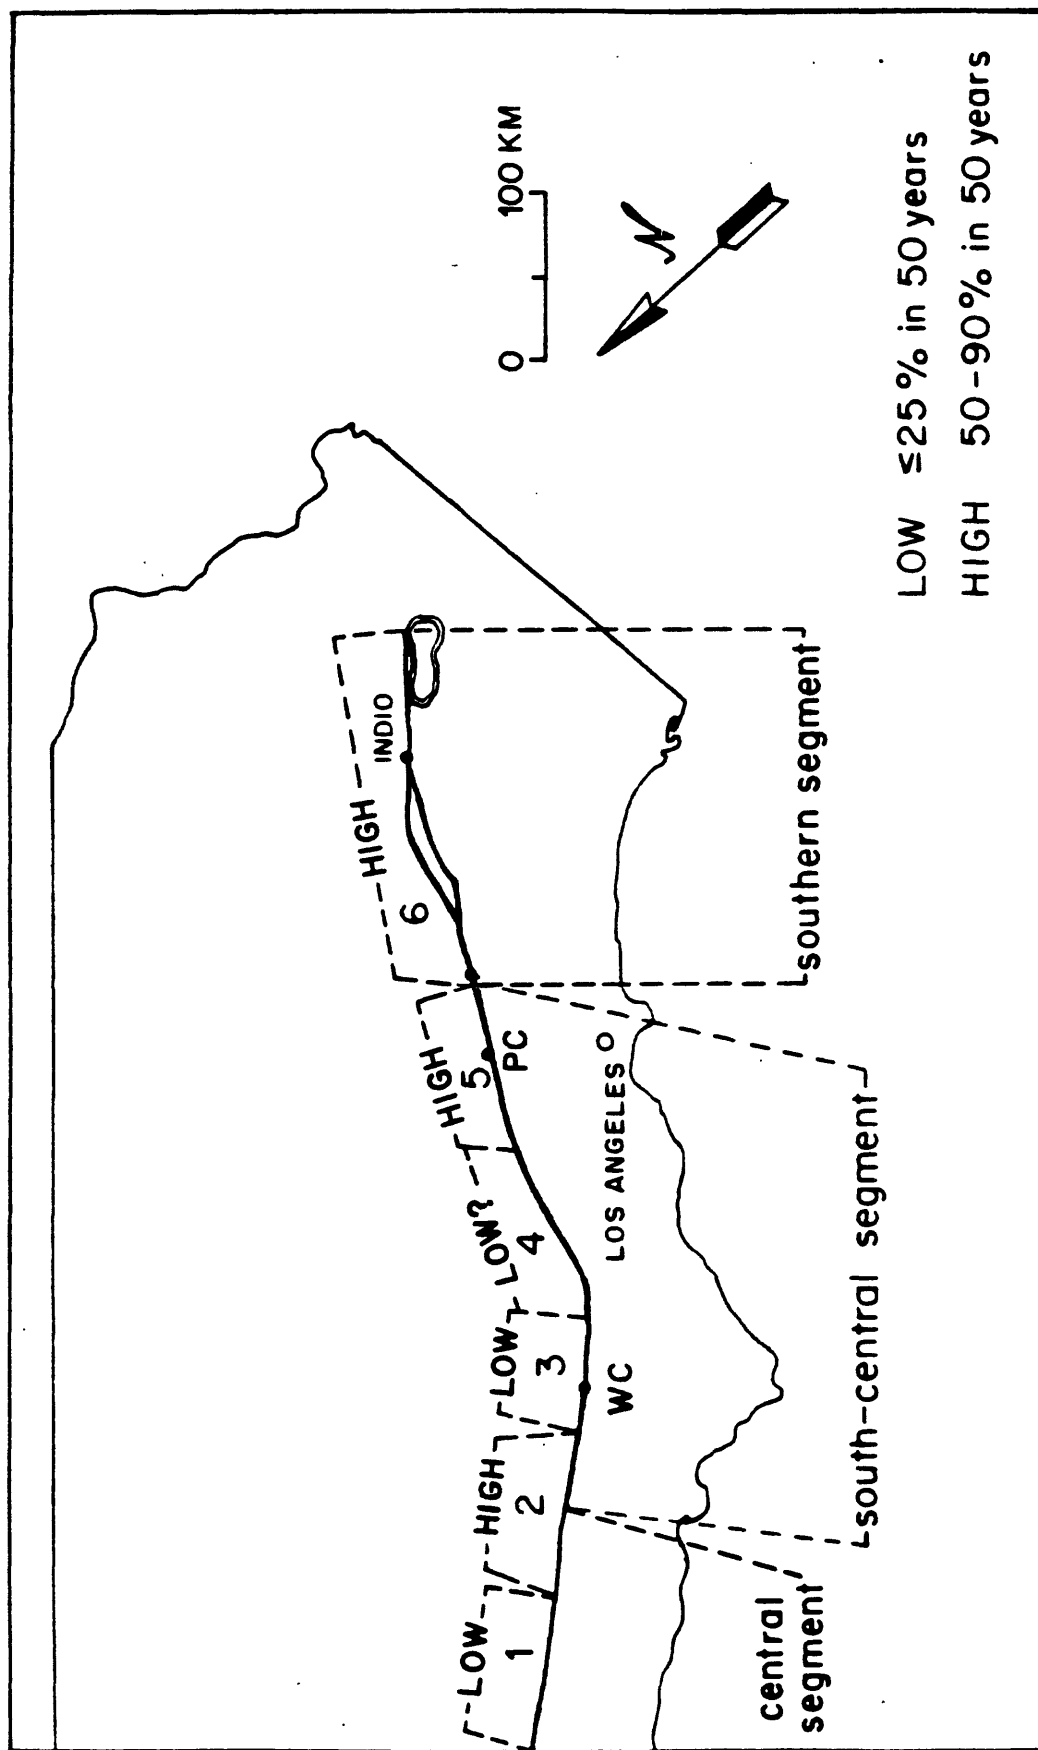 0 100 KM
N
INDIO
HIGH
6
HIGH
5
PC
LOW?
4
LOW
3
WC
HIGH
2
LOW
1
LOS ANGELES
southern segment
south-central segment
central
segment
LOW ≤25% in 50 years
HIGH 50-90% in 50 years